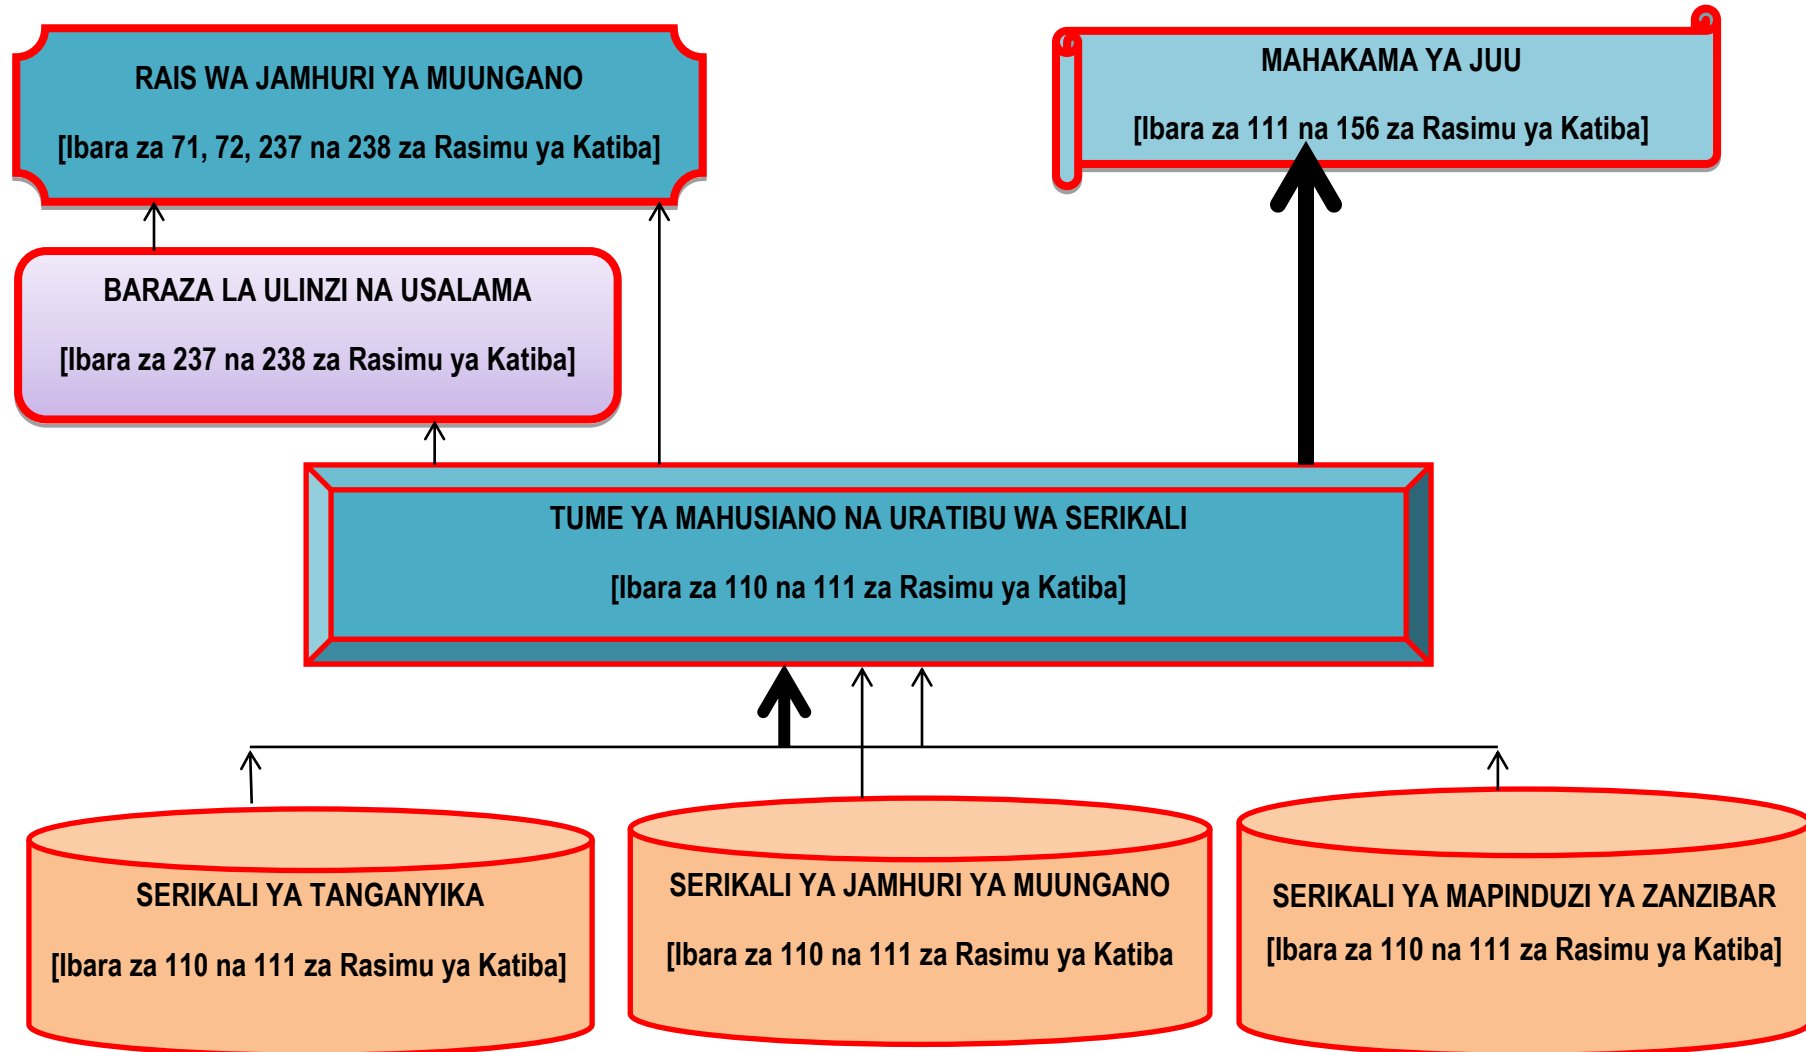 RAIS WA JAMHURI YA MUUNGANO
[Ibara za 71, 72, 237 na 238 za Rasimu ya Katiba]
MAHAKAMA YA JUU
[Ibara za 111 na 156 za Rasimu ya Katiba]
BARAZA LA ULINZI NA USALAMA
[Ibara za 237 na 238 za Rasimu ya Katiba]
TUME YA MAHUSIANO NA URATIBU WA SERIKALI
[Ibara za 110 na 111 za Rasimu ya Katiba]
SERIKALI YA TANGANYIKA
[Ibara za 110 na 111 za Rasimu ya Katiba]
SERIKALI YA JAMHURI YA MUUNGANO
[Ibara za 110 na 111 za Rasimu ya Katiba
SERIKALI YA MAPINDUZI YA ZANZIBAR
[Ibara za 110 na 111 za Rasimu ya Katiba]